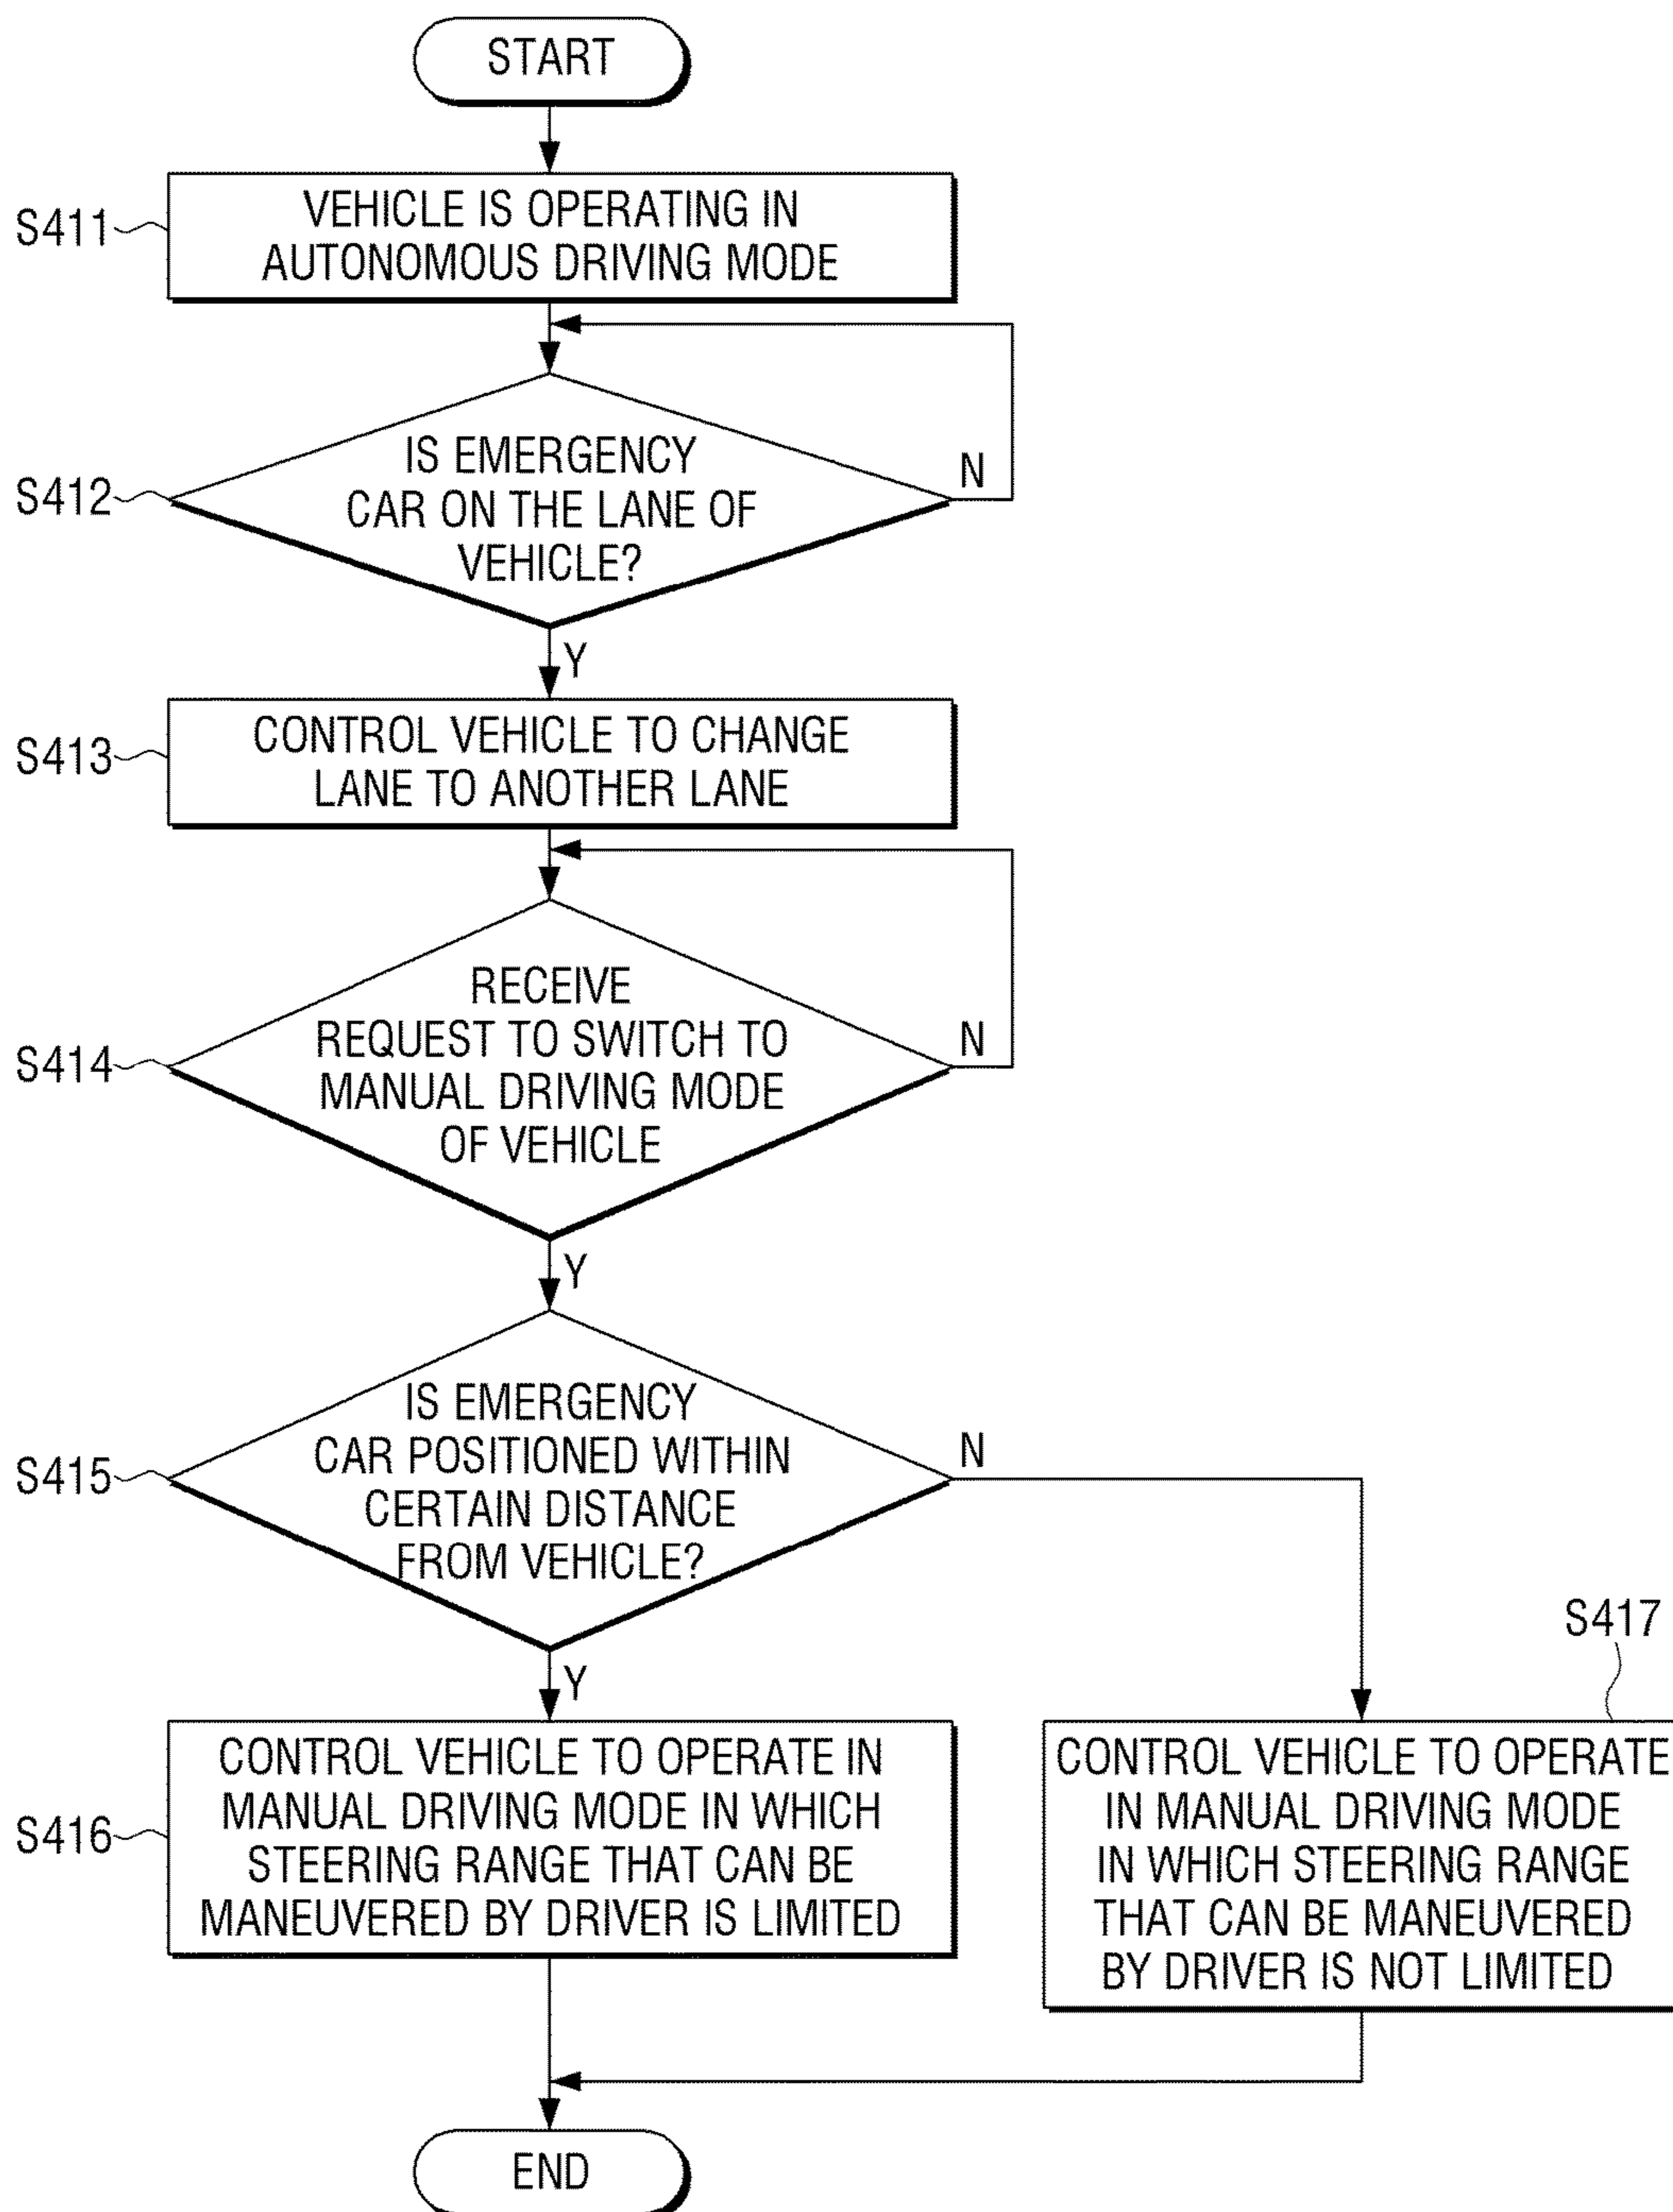 START
S411
VEHICLE IS OPERATING IN
AUTONOMOUS DRIVING MODE
S412
IS EMERGENCY
CAR ON THE LANE OF
VEHICLE?
N
Y
S413
CONTROL VEHICLE TO CHANGE
LANE TO ANOTHER LANE
S414
RECEIVE
REQUEST TO SWITCH TO
MANUAL DRIVING MODE
OF VEHICLE
N
Y
S415
IS EMERGENCY
CAR POSITIONED WITHIN
CERTAIN DISTANCE
FROM VEHICLE?
N
Y
S416
CONTROL VEHICLE TO OPERATE IN
MANUAL DRIVING MODE IN WHICH
STEERING RANGE THAT CAN BE
MANEUVERED BY DRIVER IS LIMITED
S417
CONTROL VEHICLE TO OPERATE
IN MANUAL DRIVING MODE
IN WHICH STEERING RANGE
THAT CAN BE MANEUVERED
BY DRIVER IS NOT LIMITED
END